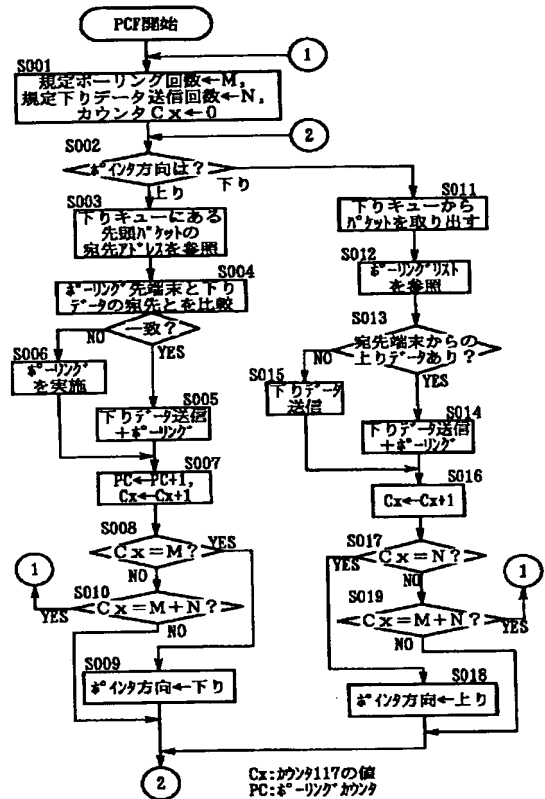 PCF開始
1
S001
規定ポーリング回数←M,
規定下りデータ送信回数←N,
カウンタCx←0
2
S002
ポインタ方向は?
上り
下り
S003
下りキューにある
先頭パケットの
宛先アドレスを参照
S004
ポーリング先端末と下り
データの宛先とを比較
一致?
NO
YES
S006
ポーリング
を実施
S005
下りデータ送信
+ポーリング
S007
PC←PC+1,
Cx←Cx+1
S008
Cx=M?
YES
NO
1
S010
Cx=M+N?
YES
NO
S009
ポインタ方向←下り
S011
下りキューから
パケットを取り出す
S012
ポーリングリスト
を参照
S013
宛先端末からの
上りデータあり?
NO
YES
S015
下りデータ
送信
S014
下りデータ送信
+ポーリング
S016
Cx←Cx+1
S017
Cx=N?
YES
NO
1
S019
Cx=M+N?
YES
NO
S018
ポインタ方向←上り
2
Cx:カウンタ117の値
PC:ポーリングカウンタ